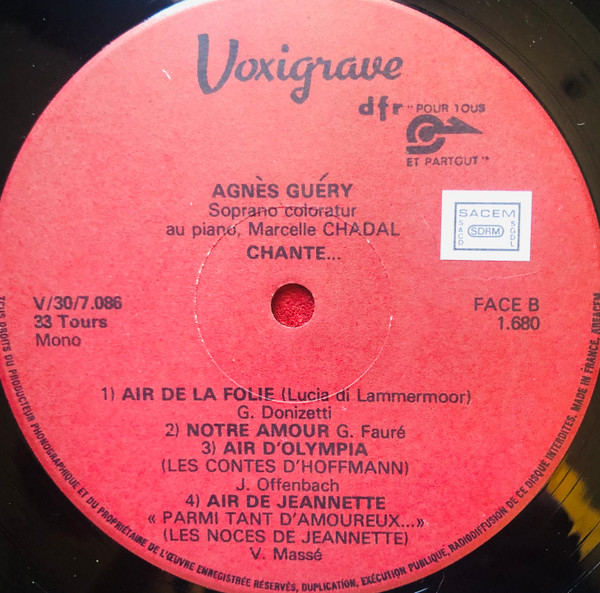 Voxigrave
dfr "POUR TOUS
ET PARTOUT"
AGNÈS GUÉRY
Soprano coloratur
au piano, Marcelle CHADAL
CHANTE...
SACEM
SACD
SDRM
SGDL
V/30/7.086
33 Tours
Mono
FACE B
1.680
1) AIR DE LA FOLIE (Lucia di Lammermoor)
G. Donizetti
2) NOTRE AMOUR G. Fauré
3) AIR D'OLYMPIA
(LES CONTES D'HOFFMANN)
J. Offenbach
4) AIR DE JEANNETTE
« PARMI TANT D'AMOUREUX...»
(LES NOCES DE JEANNETTE)
V. Massé
TOUS DROITS DU PRODUCTEUR PHONOGRAPHIQUE ET DU PROPRIÉTAIRE DE L'ŒUVRE ENREGISTRÉE RÉSERVÉS, DUPLICATION, EXÉCUTION PUBLIQUE, RADIODIFFUSION DE CE DISQUE INTERDITES. MADE IN FRANCE,